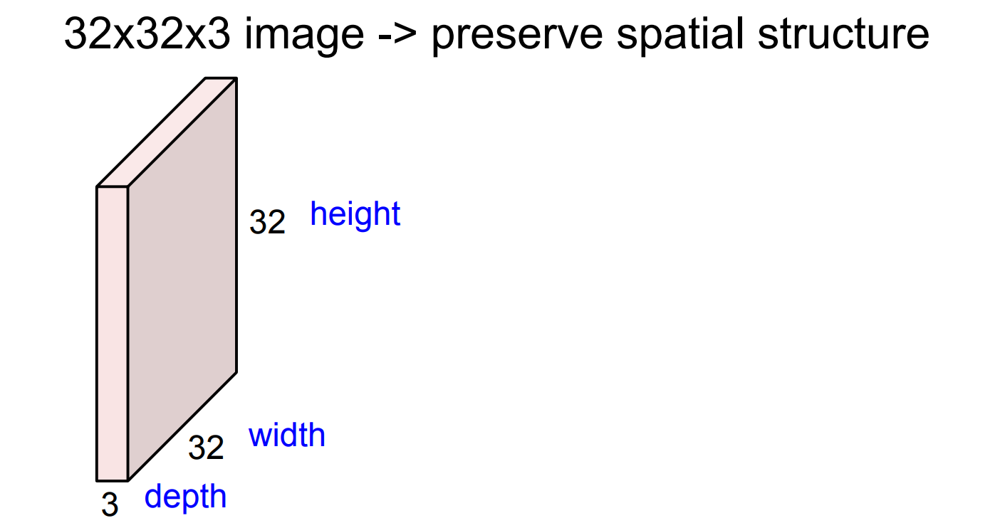 32x32x3 image -> preserve spatial structure
32 height
32 width
3 depth